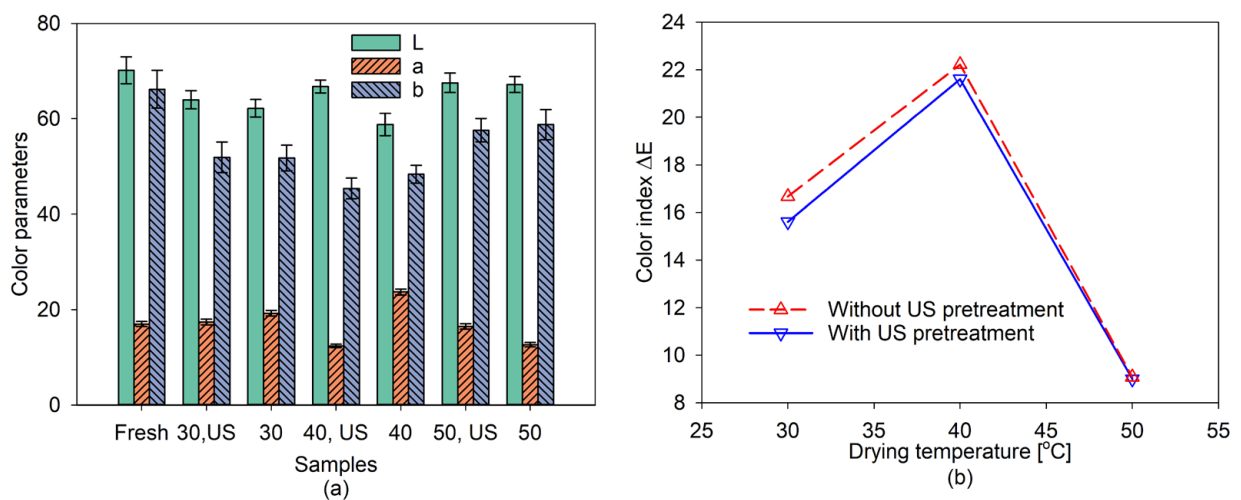 80
60
40
20
0
Color parameters
L
a
b
Fresh 30,US 30 40, US 40 50, US 50
Samples
(a)
24
22
20
18
16
14
12
10
8
Color index ΔE
Without US pretreatment
With US pretreatment
25 30 35 40 45 50 55
Drying temperature [°C]
(b)